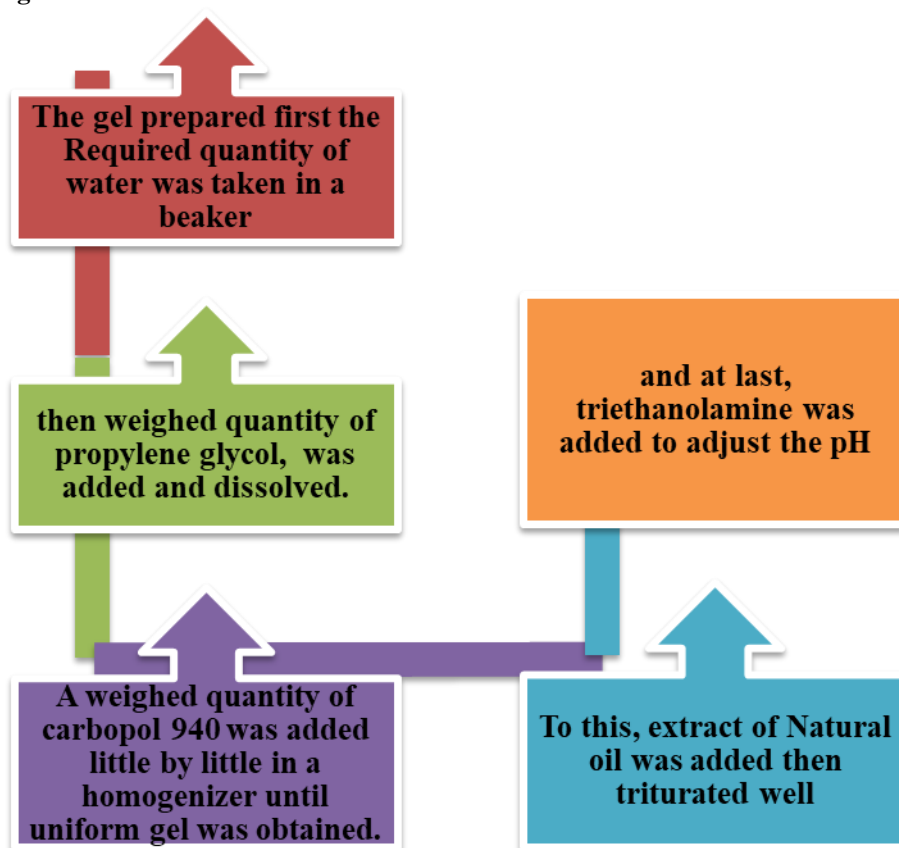 The gel prepared first the
Required quantity of
water was taken in a
beaker
then weighed quantity of
propylene glycol,  was
added and dissolved.
A weighed quantity of
carbopol 940 was added
little by little in a
homogenizer until
uniform gel was obtained.
To this, extract of Natural
oil was added then
triturated well
and at last,
triethanolamine was
added to adjust the pH